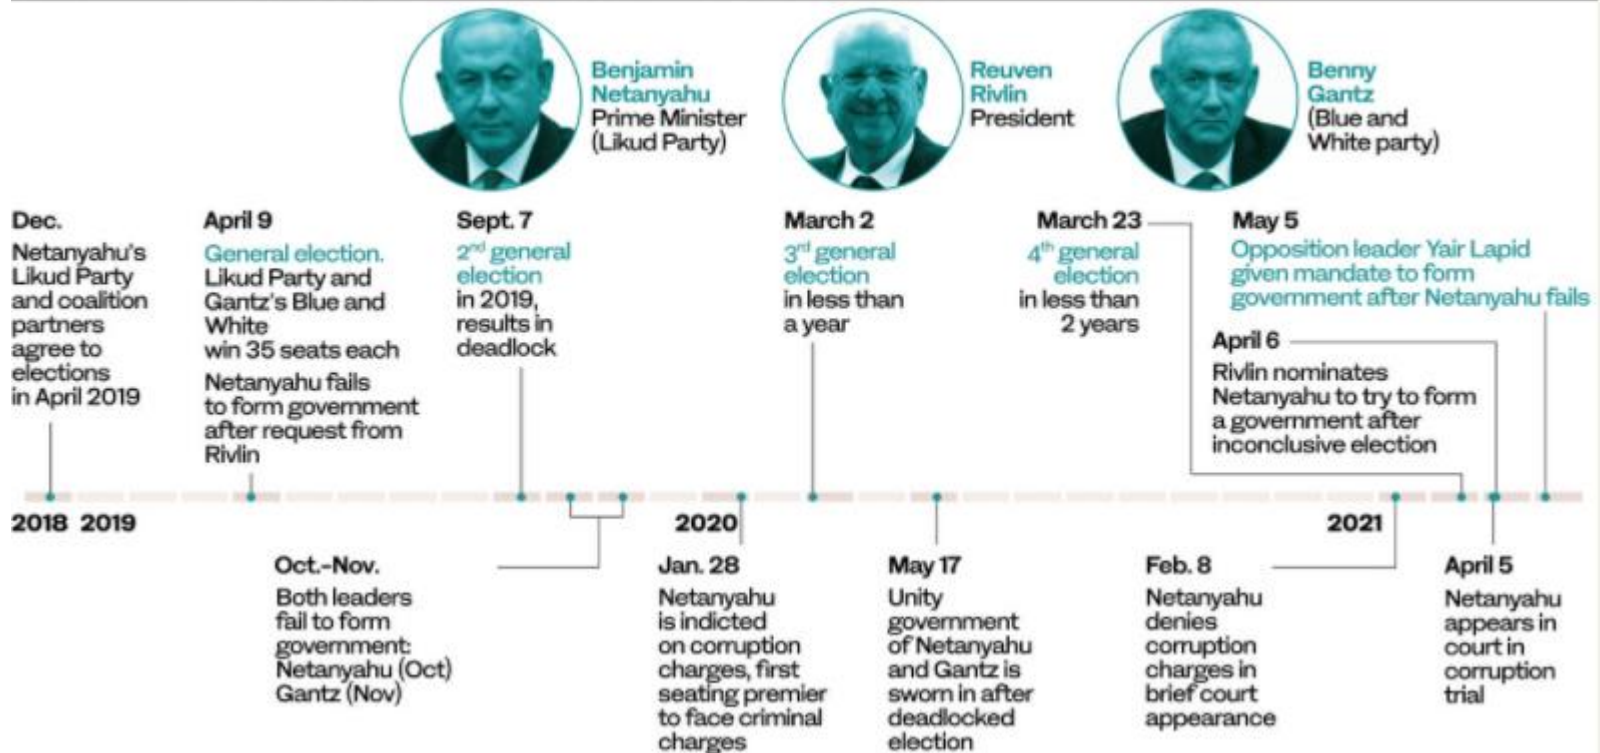 Benjamin
Netanyahu
Prime Minister
(Likud Party)
Reuven
Rivlin
President
Benny
Gantz
(Blue and
White party)
Dec.
Netanyahu's
Likud Party
and coalition
partners
agree to
elections
in April 2019
April 9
General election.
Likud Party and
Gantz's Blue and
White
win 35 seats each
Netanyahu fails
to form government
after request from
Rivlin
Sept. 7
2nd general
election
in 2019,
results in
deadlock
March 2
3rd general
election
in less than
a year
March 23
4th general
election
in less than
2 years
May 5
Opposition leader Yair Lapid
given mandate to form
government after Netanyahu fails
April 6
Rivlin nominates
Netanyahu to try to form
a government after
inconclusive election
2018 2019
2020
2021
Oct.-Nov.
Both leaders
fail to form
government:
Netanyahu (Oct)
Gantz (Nov)
Jan. 28
Netanyahu
is indicted
on corruption
charges, first
seating premier
to face criminal
charges
May 17
Unity
government
of Netanyahu
and Gantz is
sworn in after
deadlocked
election
Feb. 8
Netanyahu
denies
corruption
charges in
brief court
appearance
April 5
Netanyahu
appears in
court in
corruption
trial